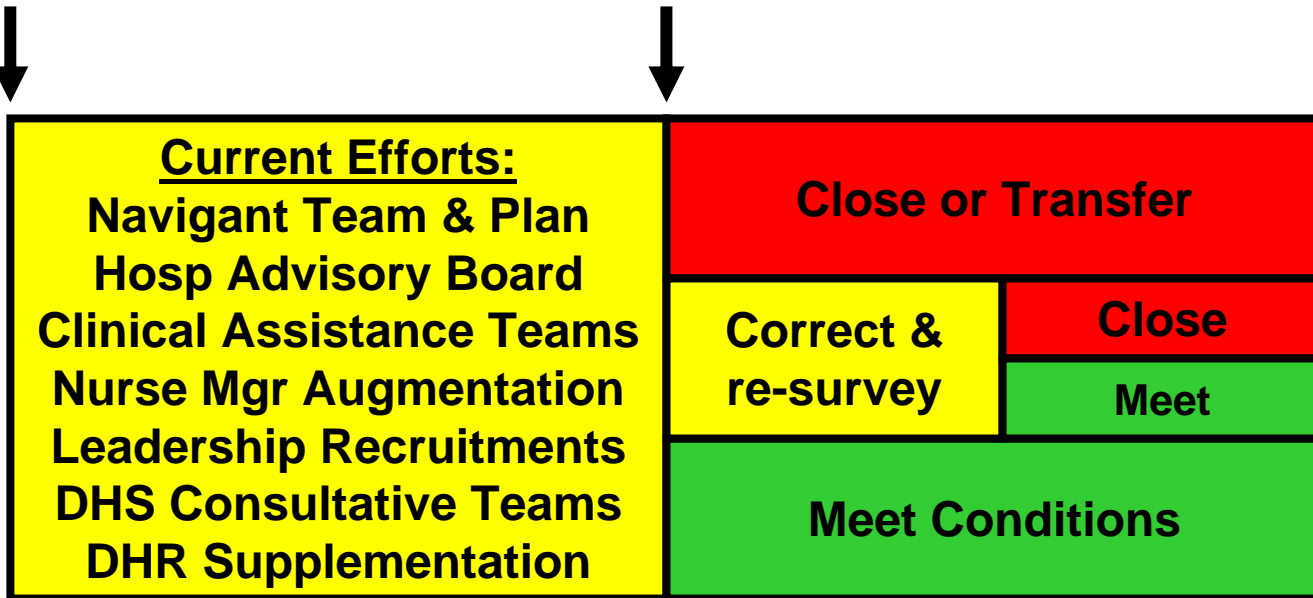 Current Efforts:
Navigant Team & Plan
Hosp Advisory Board
Clinical Assistance Teams
Nurse Mgr Augmentation
Leadership Recruitments
DHS Consultative Teams
DHR Supplementation
Close or Transfer
Correct &
re-survey
Close
Meet
Meet Conditions